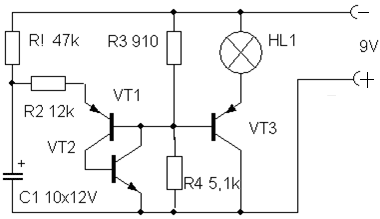 R! 47k
R3 910
HL1
9V
R2 12k
VT1
VT2
VT3
+
R4 5,1k
C1 10x12V